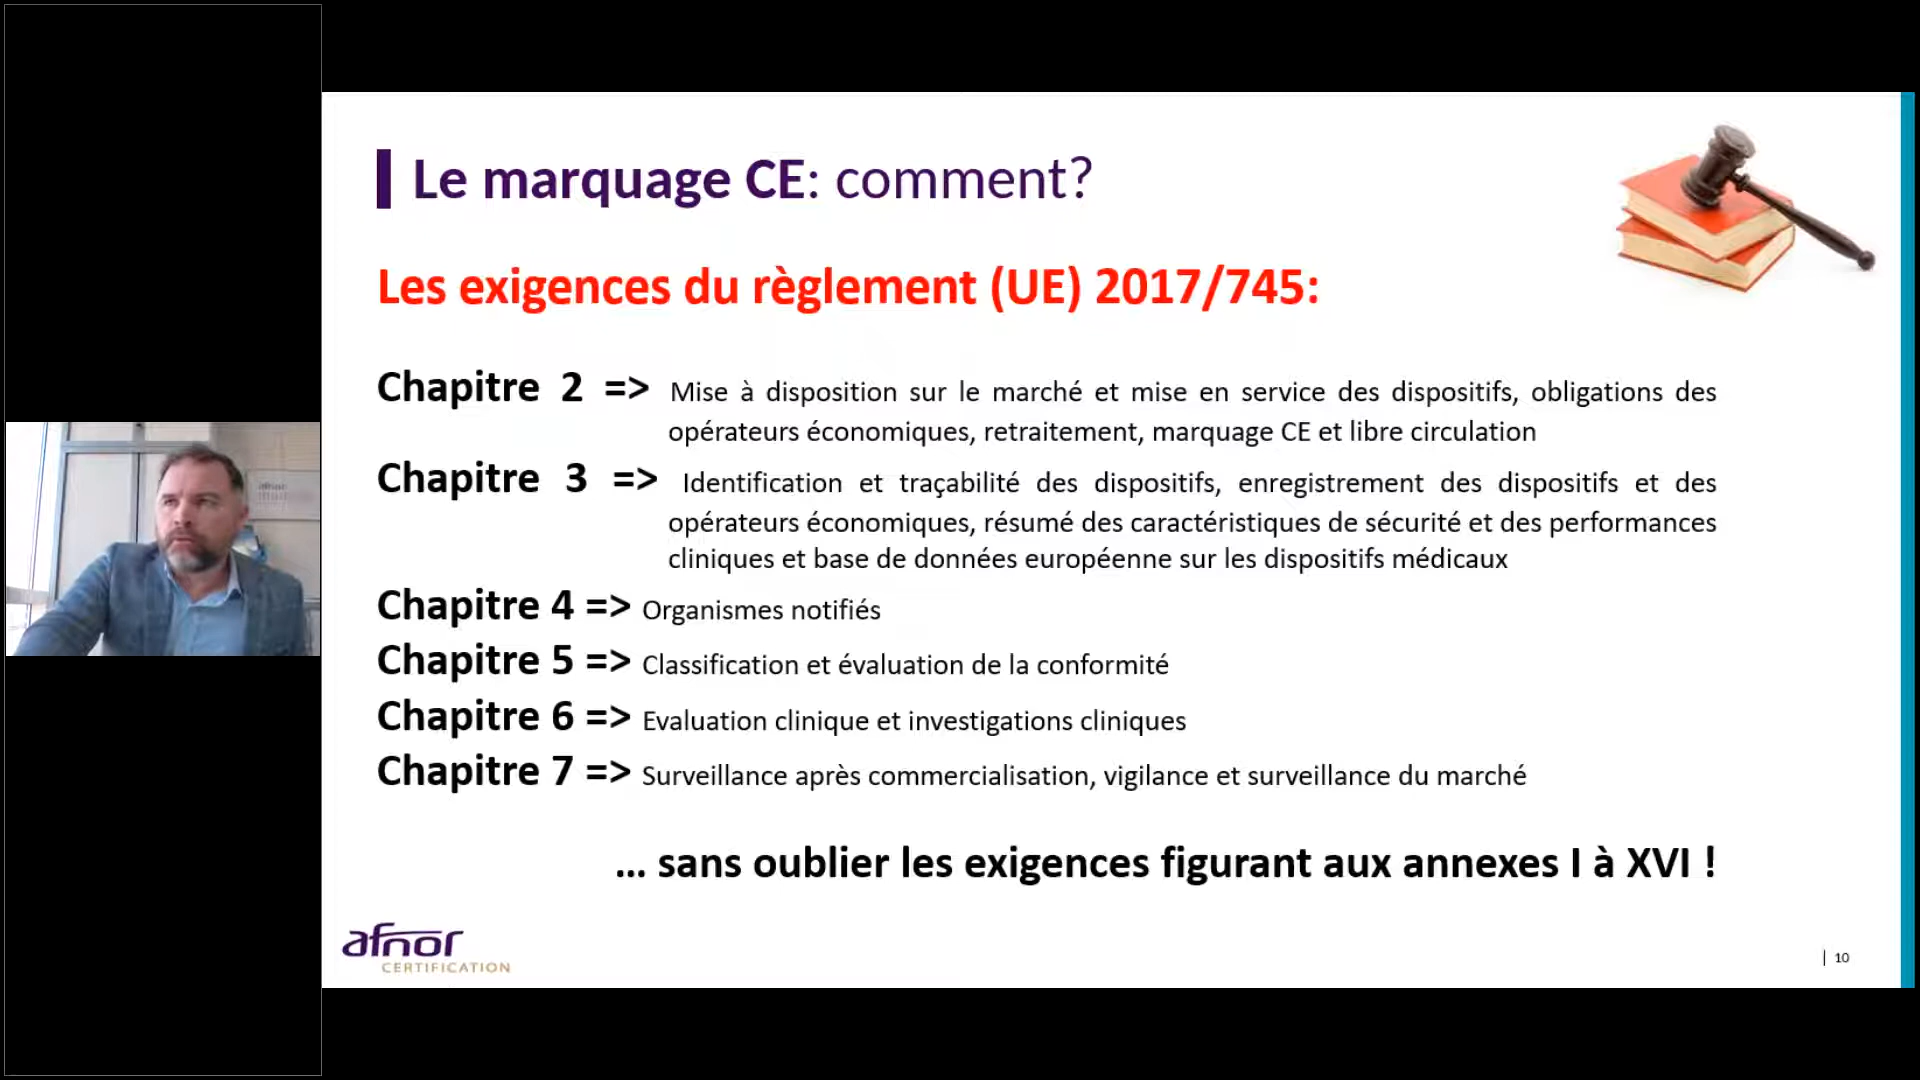 Le marquage CE: comment?
Les exigences du règlement (UE) 2017/745:
Chapitre 2 => Mise à disposition sur le marché et mise en service des dispositifs, obligations des
opérateurs économiques, retraitement, marquage CE et libre circulation
Chapitre 3 => Identification et traçabilité des dispositifs, enregistrement des dispositifs et des
opérateurs économiques, résumé des caractéristiques de sécurité et des performances
cliniques et base de données européenne sur les dispositifs médicaux
Chapitre 4 => Organismes notifiés
Chapitre 5 => Classification et évaluation de la conformité
Chapitre 6 => Evaluation clinique et investigations cliniques
Chapitre 7 => Surveillance après commercialisation, vigilance et surveillance du marché
... sans oublier les exigences figurant aux annexes I à XVI !
afnor
CERTIFICATION
| 10
afnor